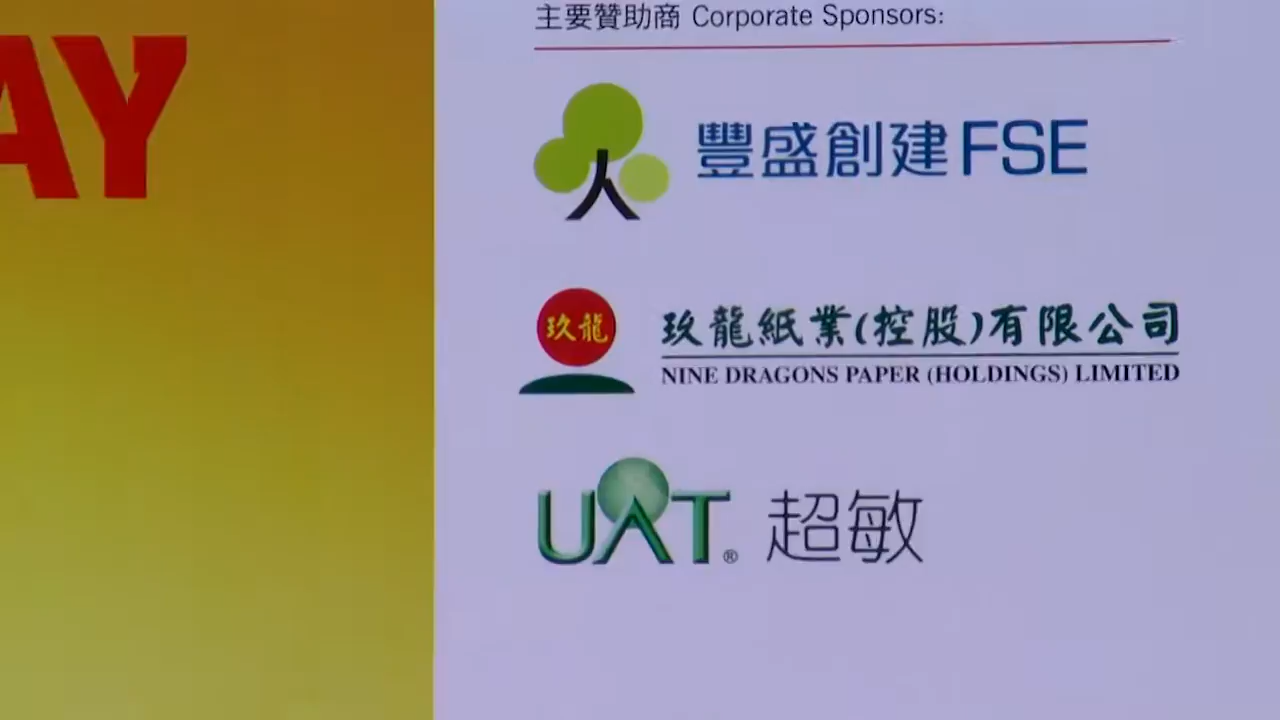 AY
主要贊助商 Corporate Sponsors:
豐盛創建FSE
玖龍
玖龍紙業(控股)有限公司
NINE DRAGONS PAPER (HOLDINGS) LIMITED
UAT® 超敏